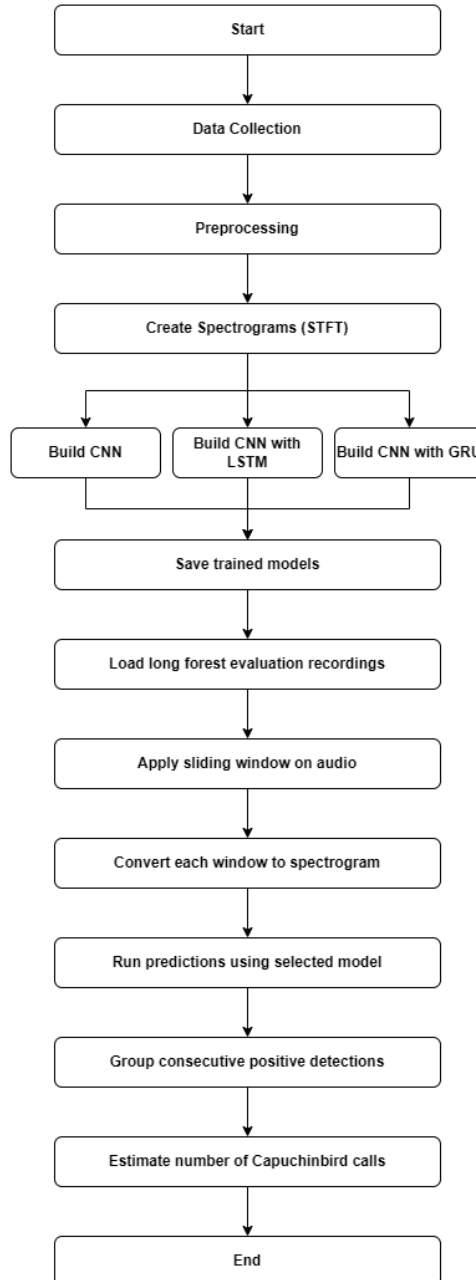 Start
Data Collection
Preprocessing
Create Spectrograms (STFT)
Build CNN
Build CNN with
LSTM
Build CNN with GRU
Save trained models
Load long forest evaluation recordings
Apply sliding window on audio
Convert each window to spectrogram
Run predictions using selected model
Group consecutive positive detections
Estimate number of Capuchinbird calls
End